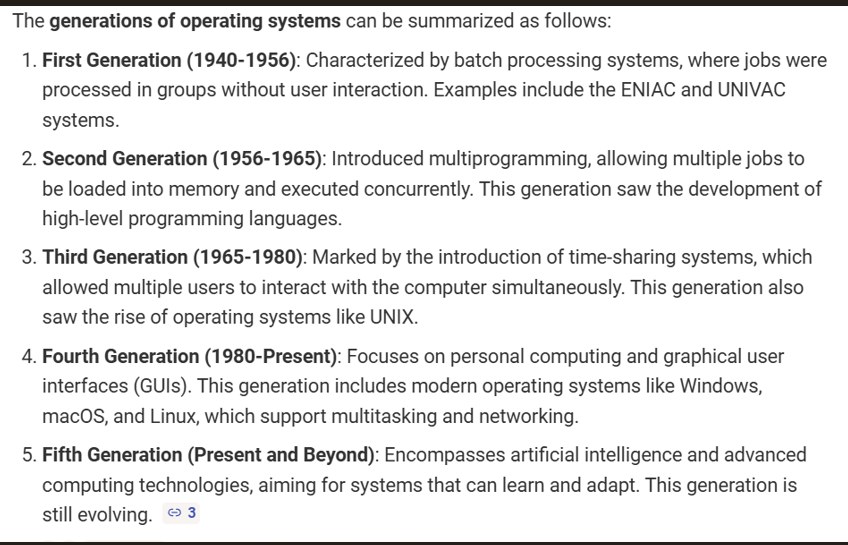 The generations of operating systems can be summarized as follows:
1. First Generation (1940-1956): Characterized by batch processing systems, where jobs were
processed in groups without user interaction. Examples include the ENIAC and UNIVAC
systems.
2. Second Generation (1956-1965): Introduced multiprogramming, allowing multiple jobs to
be loaded into memory and executed concurrently. This generation saw the development of
high-level programming languages.
3. Third Generation (1965-1980): Marked by the introduction of time-sharing systems, which
allowed multiple users to interact with the computer simultaneously. This generation also
saw the rise of operating systems like UNIX.
4. Fourth Generation (1980-Present): Focuses on personal computing and graphical user
interfaces (GUIs). This generation includes modern operating systems like Windows,
macOS, and Linux, which support multitasking and networking.
5. Fifth Generation (Present and Beyond): Encompasses artificial intelligence and advanced
computing technologies, aiming for systems that can learn and adapt. This generation is
still evolving. 3